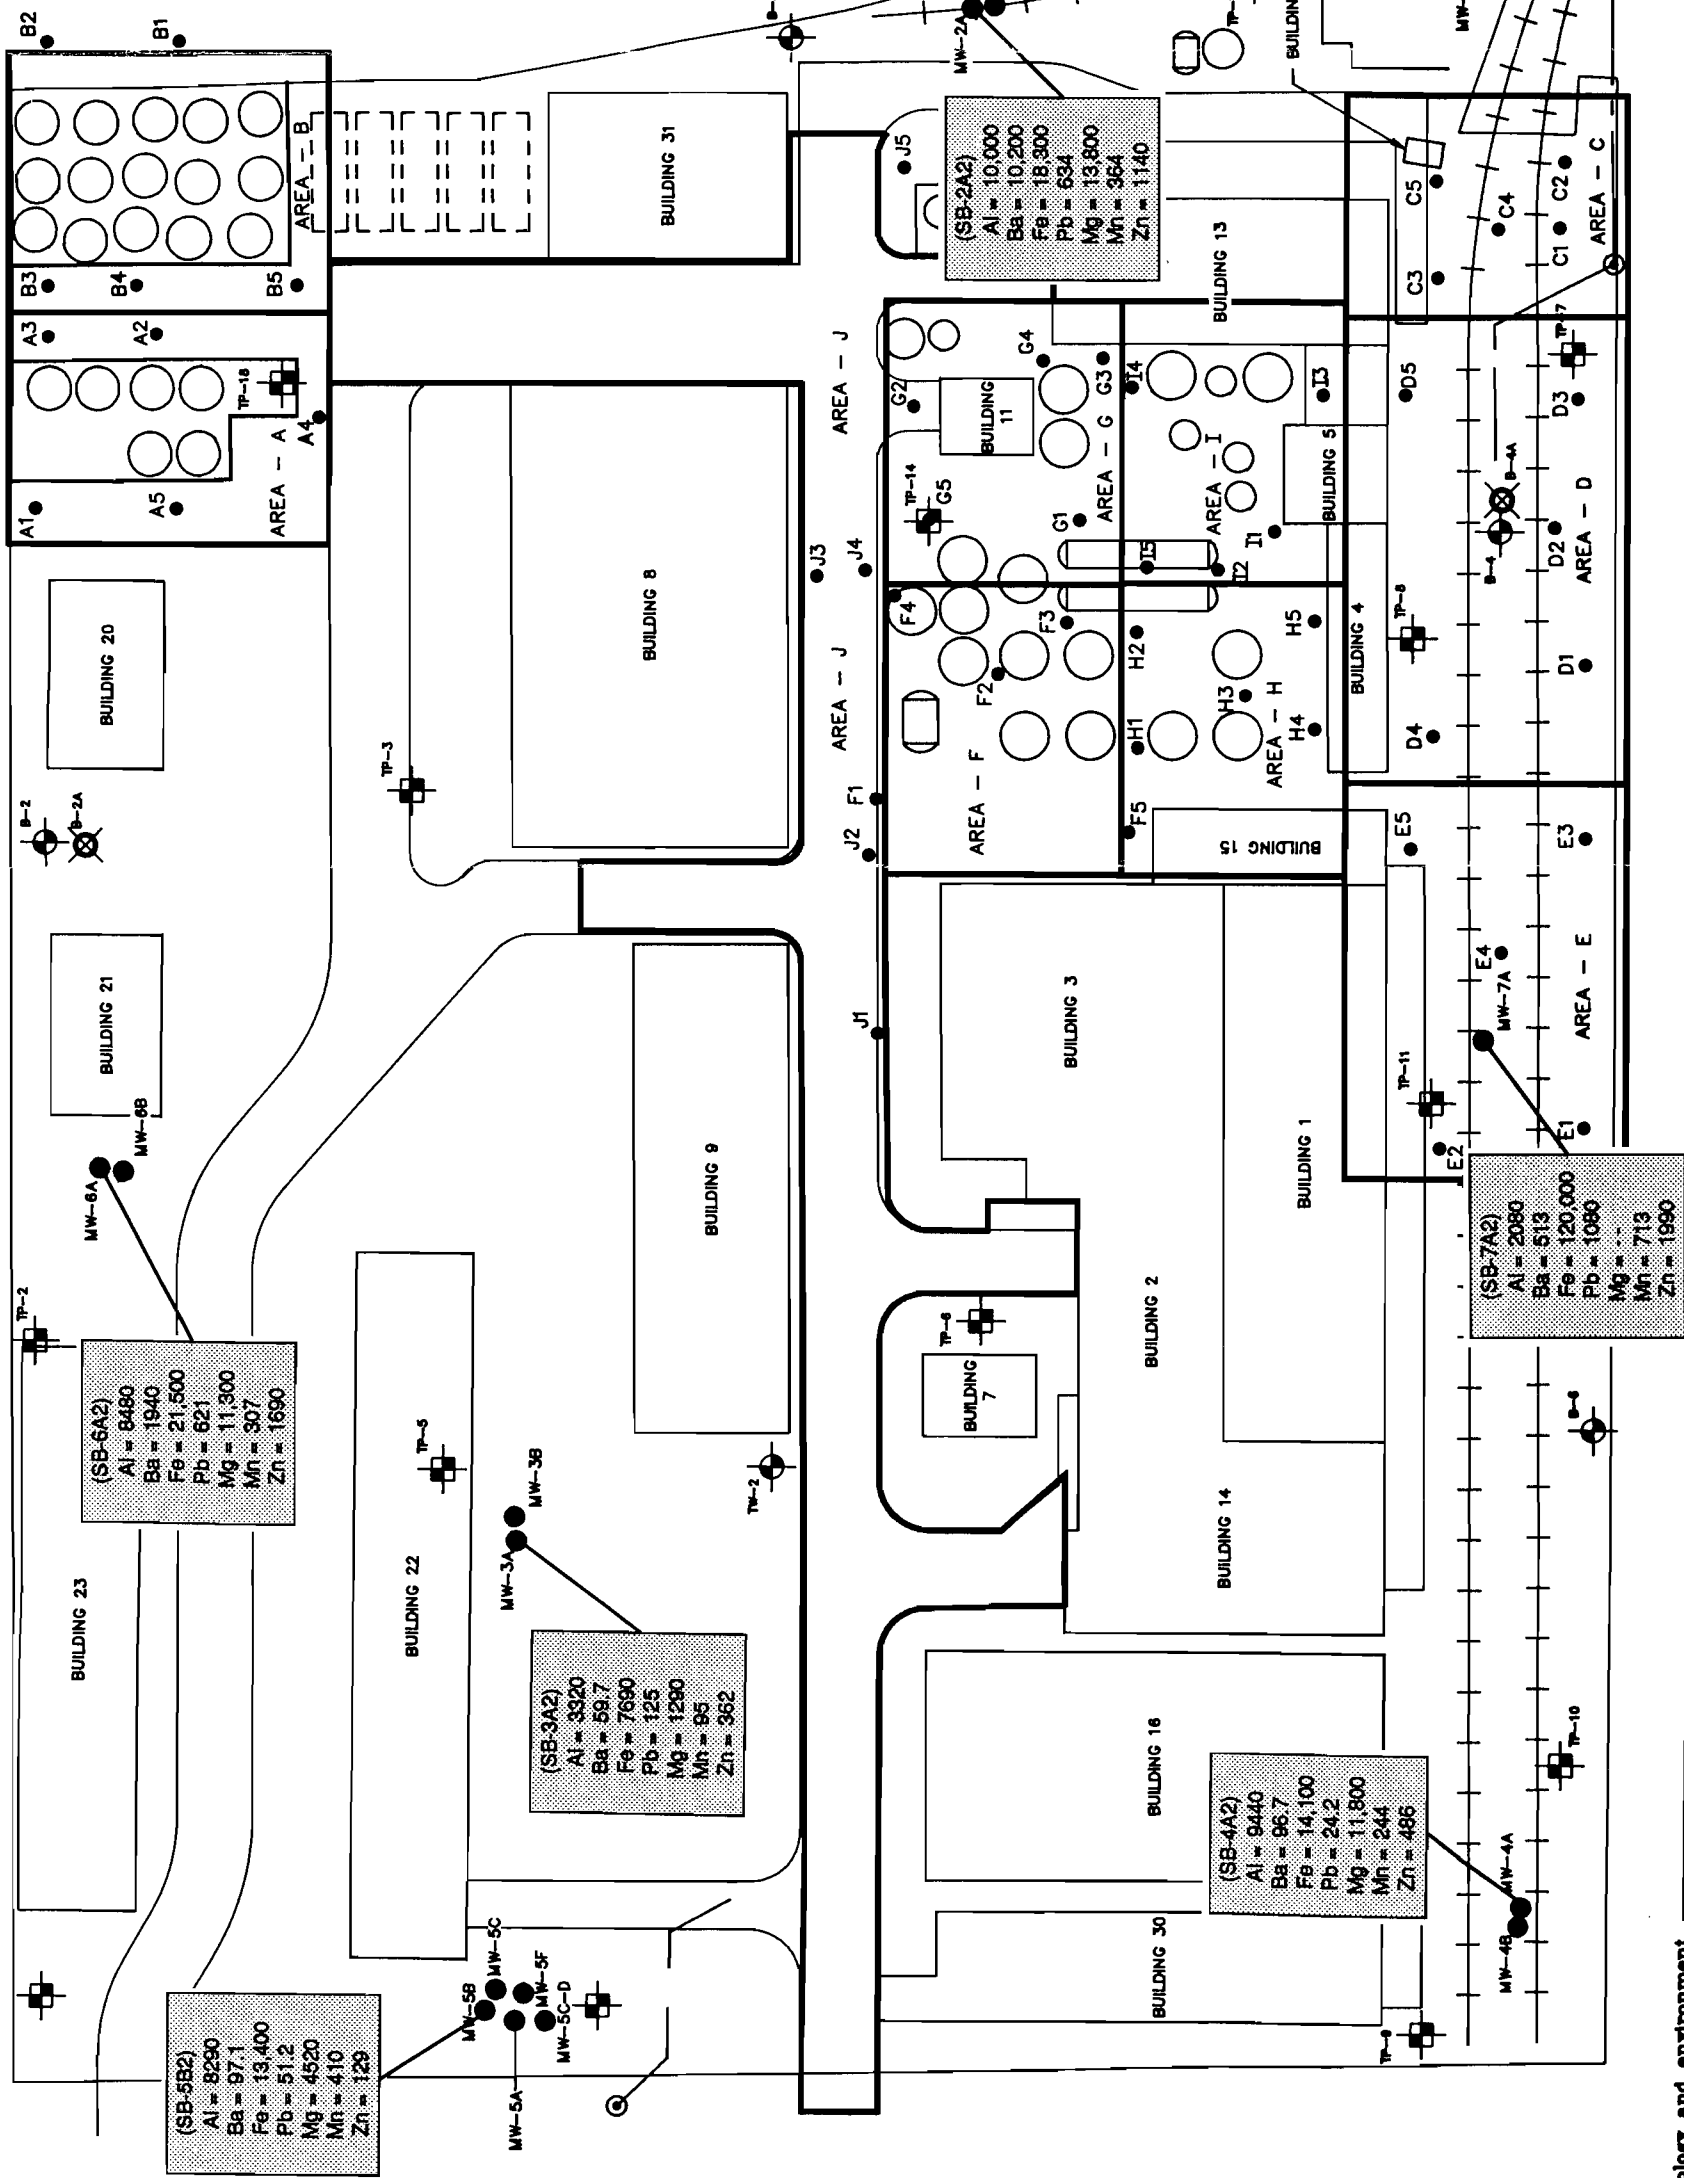 B2
B1
AREA - B
B3
B4
B5
A3
A2
TP-18
A4
A1
A5
AREA - A
BUILDING 31
J5
MW-2A
(SB-2A2)
Al = 10,000
Ba = 10,200
Fe = 18,300
Pb = 634
Mg = 13,800
Mn = 364
Zn = 1140
BUILDING 13
C5
C4
C2
C3
C1
AREA - C
BUILDING 20
BUILDING 8
TP-3
AREA - J
J3
J4
G2
BUILDING
11
G4
G3
TP-14
G5
G1
AREA - G
I4
I3
AREA - I
BUILDING 5
I5
I1
I2
D5
TP-7
D3
B-4A
B-4
D2
AREA - D
B-2
B-2A
AREA - J
F4
F3
F2
AREA - F
F1
J2
F5
H2
H5
H3
H1
H4
AREA - H
BUILDING 4
TP-8
D1
D4
BUILDING 15
E5
E3
BUILDING 21
J1
BUILDING 3
E4
MW-7A
AREA - E
TP-11
E1
E2
MW-6B
MW-6A
BUILDING 9
BUILDING 1
(SB-7A2)
Al = 2080
Ba = 513
Fe = 120,000
Pb = 1080
Mg = ...
Mn = 713
Zn = 1990
TP-2
(SB-6A2)
Al = 8480
Ba = 1940
Fe = 21,500
Pb = 621
Mg = 11,300
Mn = 307
Zn = 1690
TP-6
BUILDING
7
BUILDING 2
TP-5
MW-3B
MW-3A
TW-2
B-6
BUILDING 23
BUILDING 22
BUILDING 14
(SB-3A2)
Al = 3320
Ba = 59.7
Fe = 7690
Pb = 125
Mg = 1290
Mn = 95
Zn = 362
BUILDING 16
TP-10
(SB-4A2)
Al = 9440
Ba = 96.7
Fe = 14,100
Pb = 24.2
Mg = 11,800
Mn = 244
Zn = 486
MW-4A
MW-4B
BUILDING 30
TP-9
MW-5C
MW-5B
MW-5F
MW-5C-D
MW-5A
(SB-5B2)
Al = 8290
Ba = 97.1
Fe = 13,400
Pb = 512
Mg = 4520
Mn = 410
Zn = 129
and environment